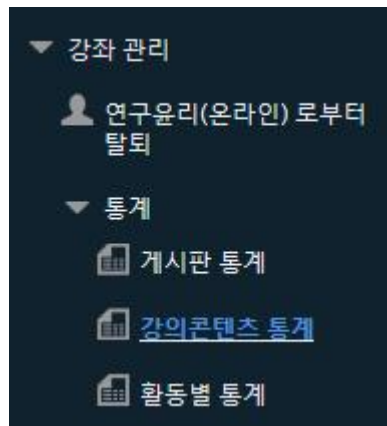 강좌 관리
연구윤리(온라인) 로부터
탈퇴
통계
게시판 통계
강의콘텐츠 통계
활동별 통계